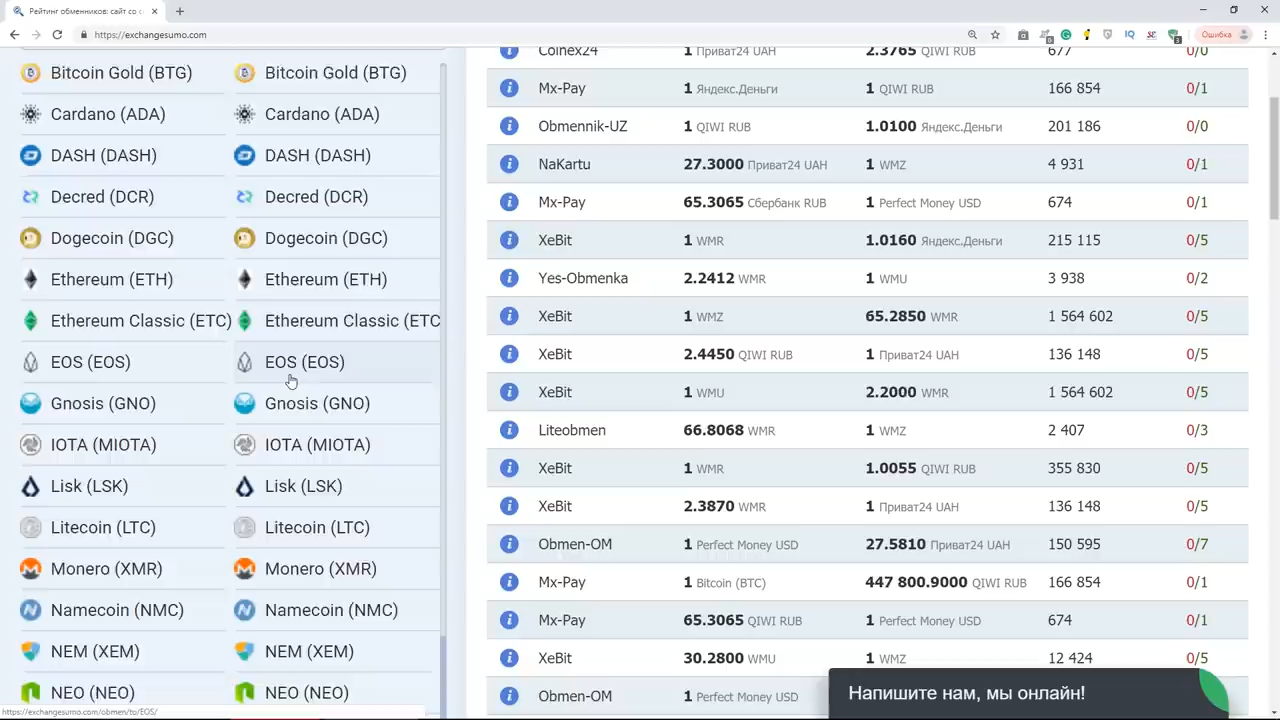 Рейтинг обменников: сайт со с
https://exchangesumo.com
Ошибка
Bitcoin Gold (BTG) Bitcoin Gold (BTG)
Cardano (ADA) Cardano (ADA)
DASH (DASH) DASH (DASH)
Decred (DCR) Decred (DCR)
Dogecoin (DGC) Dogecoin (DGC)
Ethereum (ETH) Ethereum (ETH)
Ethereum Classic (ETC) Ethereum Classic (ETC
EOS (EOS) EOS (EOS)
Gnosis (GNO) Gnosis (GNO)
IOTA (MIOTA) IOTA (MIOTA)
Lisk (LSK) Lisk (LSK)
Litecoin (LTC) Litecoin (LTC)
Monero (XMR) Monero (XMR)
Namecoin (NMC) Namecoin (NMC)
NEM (XEM) NEM (XEM)
NEO (NEO) NEO (NEO)
https://exchangesumo.com/obmen/to/EOS/
Coinex24 1 Приват24 UAH 2.3765 QIWI RUB 677 0/0
Mx-Pay 1 Яндекс.Деньги 1 QIWI RUB 166 854 0/1
Obmennik-UZ 1 QIWI RUB 1.0100 Яндекс.Деньги 201 186 0/0
NaKartu 27.3000 Приват24 UAH 1 WMZ 4 931 0/1
Mx-Pay 65.3065 Сбербанк RUB 1 Perfect Money USD 674 0/1
XeBit 1 WMR 1.0160 Яндекс.Деньги 215 115 0/5
Yes-Obmenka 2.2412 WMR 1 WMU 3 938 0/2
XeBit 1 WMZ 65.2850 WMR 1 564 602 0/5
XeBit 2.4450 QIWI RUB 1 Приват24 UAH 136 148 0/5
XeBit 1 WMU 2.2000 WMR 1 564 602 0/5
Liteobmen 66.8068 WMR 1 WMZ 2 407 0/3
XeBit 1 WMR 1.0055 QIWI RUB 355 830 0/5
XeBit 2.3870 WMR 1 Приват24 UAH 136 148 0/5
Obmen-OM 1 Perfect Money USD 27.5810 Приват24 UAH 150 595 0/7
Mx-Pay 1 Bitcoin (BTC) 447 800.9000 QIWI RUB 166 854 0/1
Mx-Pay 65.3065 QIWI RUB 1 Perfect Money USD 674 0/1
XeBit 30.2800 WMU 1 WMZ 12 424 0/5
Obmen-OM 1 Perfect Money USD
Напишите нам, мы онлайн!